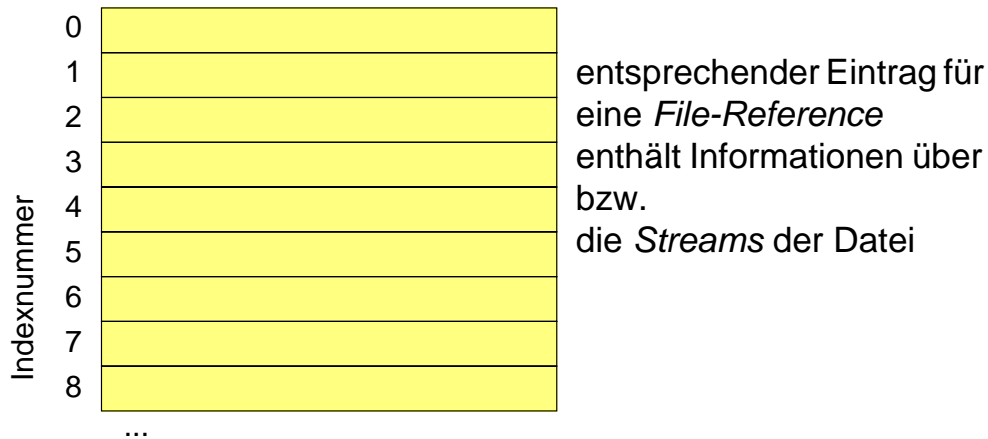 0
1
2
3
4
5
6
7
8
...
Indexnummer
entsprechender Eintrag für
eine File-Reference
enthält Informationen über
bzw.
die Streams der Datei